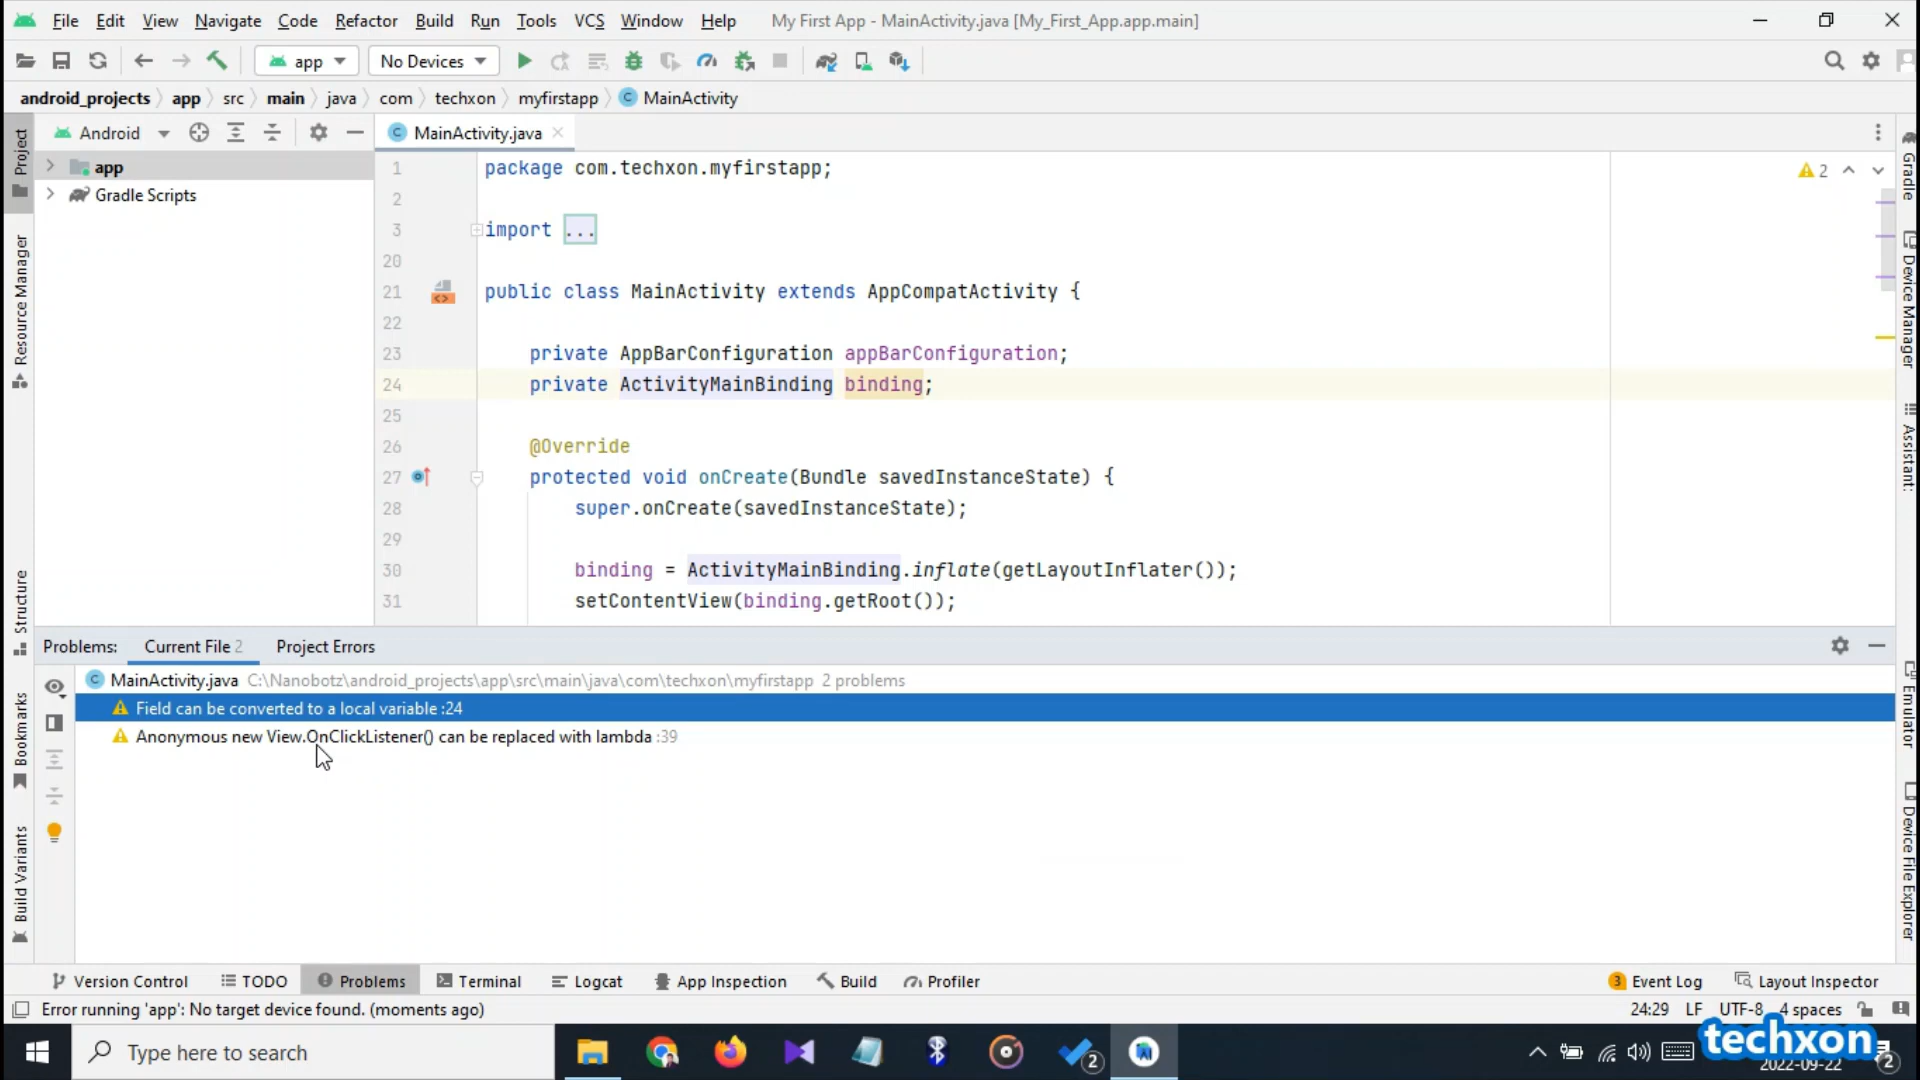 File Edit View Navigate Code Refactor Build Run Tools VCS Window Help My First App - MainActivity.java [My_First_App.app.main]
app No Devices
android_projects app src main java com techxon myfirstapp MainActivity
Project
Android
MainActivity.java
app
Gradle Scripts
Resource Manager
Structure
Bookmarks
Build Variants
1 package com.techxon.myfirstapp;
2
3 import ...
20
21 public class MainActivity extends AppCompatActivity {
22
23 private AppBarConfiguration appBarConfiguration;
24 private ActivityMainBinding binding;
25
26 @Override
27 protected void onCreate(Bundle savedInstanceState) {
28 super.onCreate(savedInstanceState);
29
30 binding = ActivityMainBinding.inflate(getLayoutInflater());
31 setContentView(binding.getRoot());
2
Gradle
Device Manager
Assistant:
Emulator
Device File Explorer
Problems: Current File 2 Project Errors
MainActivity.java C:\Nanobotz\android_projects\app\src\main\java\com\techxon\myfirstapp 2 problems
Field can be converted to a local variable :24
Anonymous new View.OnClickListener() can be replaced with lambda :39
Version Control TODO Problems Terminal Logcat App Inspection Build Profiler 3 Event Log Layout Inspector
Error running 'app': No target device found. (moments ago) 24:29 LF UTF-8 4 spaces
Type here to search
2
techxon
2022-09-22
2